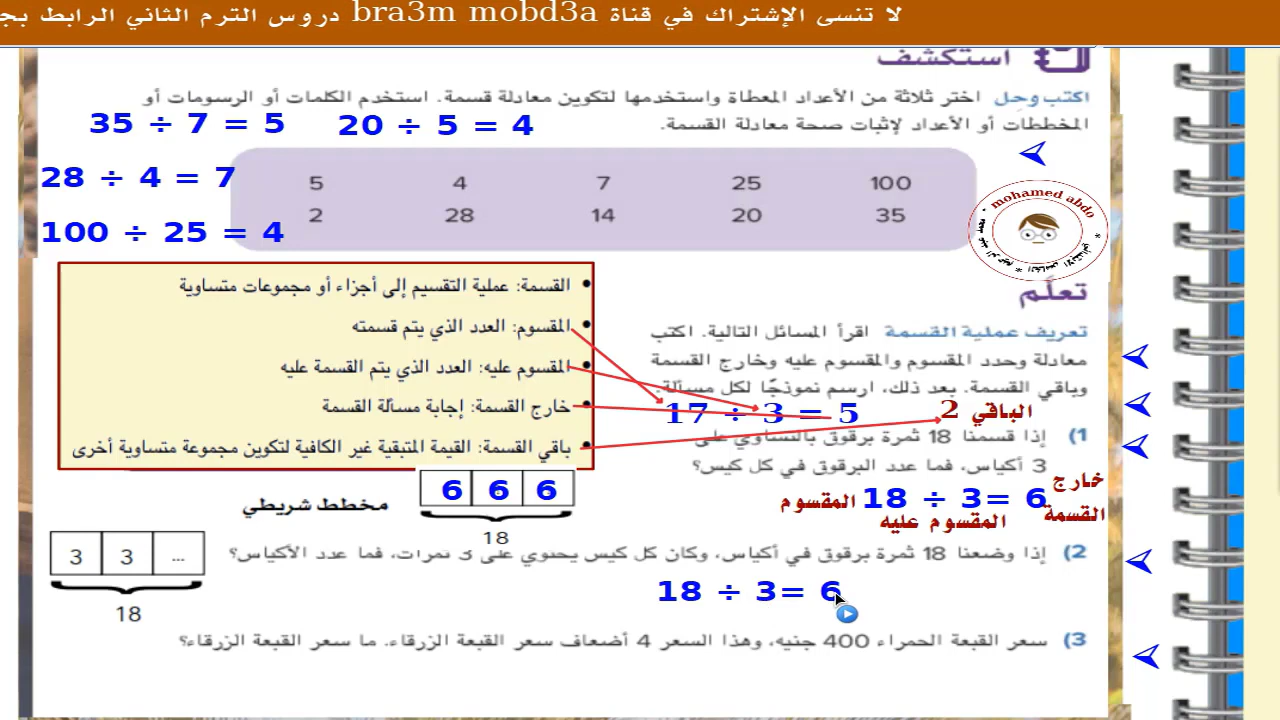 لا تنسى الإشتراك في قناة bra3m mobd3a دروس الترم الثاني الرابط بج
استكشف
اكتب وحل اختر ثلاثة من الأعداد المعطاة واستخدمها لتكوين معادلة قسمة. استخدم الكلمات أو الرسومات أو
المخططات أو الأعداد لإثبات صحة معادلة القسمة.
35 ÷ 7 = 5
20 ÷ 5 = 4
28 ÷ 4 = 7
100 ÷ 25 = 4
5 4 7 25 100
2 28 14 20 35
mohamed abdo
تعلَّم
• القسمة: عملية التقسيم إلى أجزاء أو مجموعات متساوية
• المقسوم: العدد الذي يتم قسمته
• المقسوم عليه: العدد الذي يتم القسمة عليه
• خارج القسمة: إجابة مسألة القسمة
• باقي القسمة: القيمة المتبقية غير الكافية لتكوين مجموعة متساوية أخرى
تعريف عملية القسمة اقرأ المسائل التالية. اكتب
معادلة وحدد المقسوم والمقسوم عليه وخارج القسمة
وباقي القسمة. بعد ذلك، ارسم نموذجًا لكل مسألة.
17 ÷ 3 = 5 الباقي 2
1) إذا قسمنا 18 ثمرة برقوق بالتساوي على
3 أكياس، فما عدد البرقوق في كل كيس؟
خارج
القسمة
18 ÷ 3= 6
المقسوم
المقسوم عليه
6 6 6
18
مخطط شريطي
2) إذا وضعنا 18 ثمرة برقوق في أكياس، وكان كل كيس يحتوي على 3 ثمرات، فما عدد الأكياس؟
3 3 ...
18
18 ÷ 3= 6
3) سعر القبعة الحمراء 400 جنيه، وهذا السعر 4 أضعاف سعر القبعة الزرقاء. ما سعر القبعة الزرقاء؟